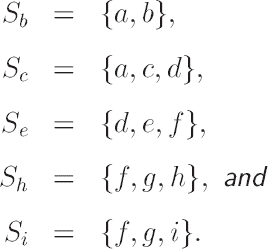 S_b = {a, b},
S_c = {a, c, d},
S_e = {d, e, f},
S_h = {f, g, h}, and
S_i = {f, g, i}.